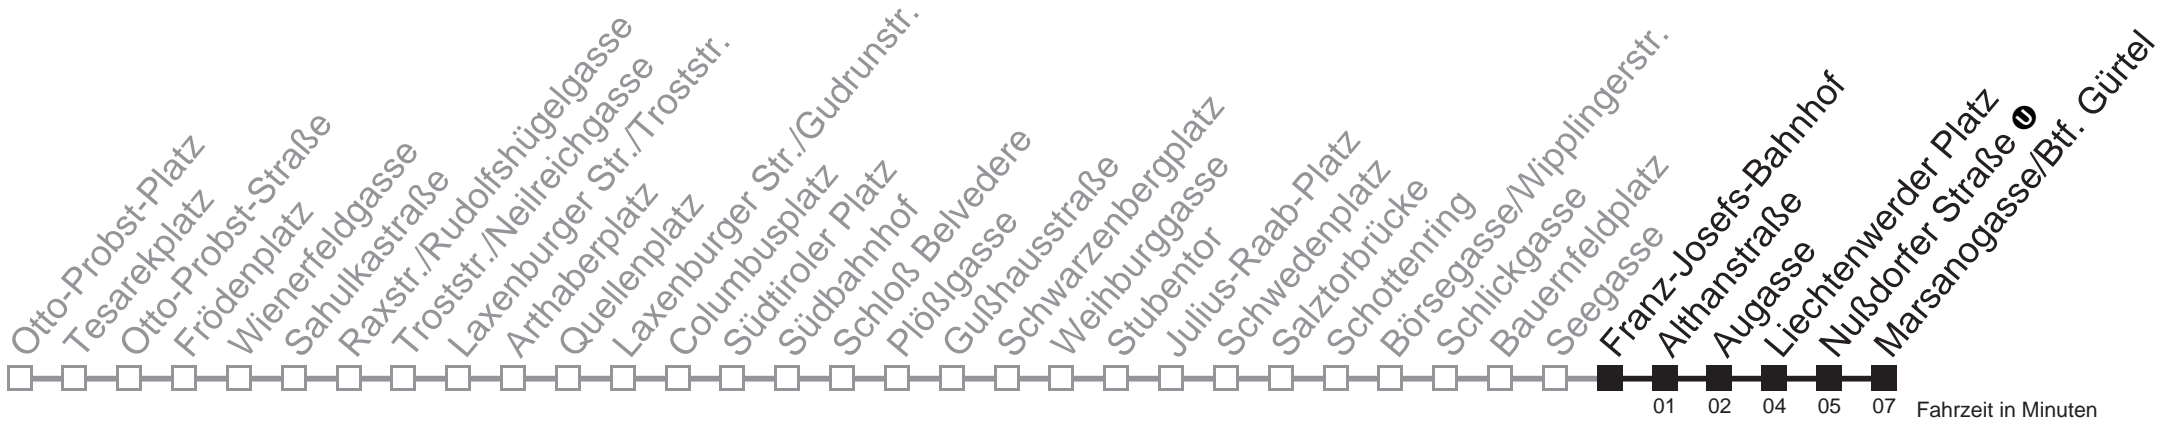 Otto-Probst-Platz
Tesarekplatz
Otto-Probst-Straße
Frödenplatz
Wienerfeldgasse
Sahulkastraße
Raxstr./Rudolfshügelgasse
Troststr./Neilreichgasse
Laxenburger Str./Troststr.
Arthaberplatz
Quellenplatz
Laxenburger Str./Gudrunstr.
Columbusplatz
Südtiroler Platz
Südbahnhof
Schloß Belvedere
Plößlgasse
Gußhausstraße
Schwarzenbergplatz
Weihburggasse
Stubentor
Julius-Raab-Platz
Schwedenplatz
Salztorbrücke
Schottenring
Börsegasse/Wipplingerstr.
Schlickgasse
Bauernfeldplatz
Seegasse
Franz-Josefs-Bahnhof
Althanstraße
Augasse
Liechtenwerder Platz
Nußdorfer Straße U
Marsanogasse/Btf. Gürtel
01 02 04 05 07 Fahrzeit in Minuten